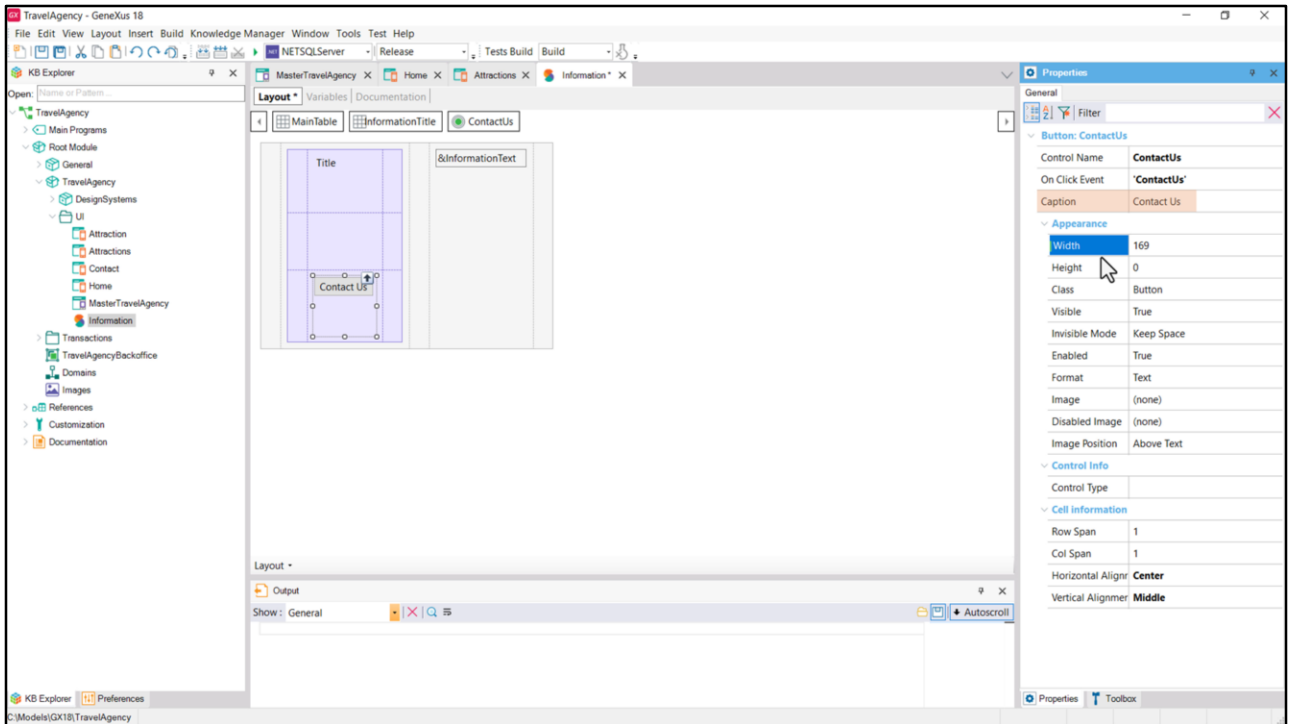 TravelAgency - GeneXus 18
File Edit View Layout Insert Build Knowledge Manager Window Tools Test Help
NETSQLServer Release Tests Build Build
KB Explorer
Open: Name or Pattern ...
TravelAgency
Main Programs
Root Module
General
TravelAgency
DesignSystems
UI
Attraction
Attractions
Contact
Home
MasterTravelAgency
Information
Transactions
TravelAgencyBackoffice
Domains
Images
References
Customization
Documentation
KB Explorer Preferences
MasterTravelAgency X Home X Attractions X Information * X
Layout * Variables Documentation
MainTable InformationTitle ContactUs
Title &InformationText
Contact Us
Layout
Output
Show: General Autoscroll
Properties
General
Filter
Button: ContactUs
Control Name ContactUs
On Click Event 'ContactUs'
Caption Contact Us
Appearance
Width 169
Height 0
Class Button
Visible True
Invisible Mode Keep Space
Enabled True
Format Text
Image (none)
Disabled Image (none)
Image Position Above Text
Control Info
Control Type
Cell information
Row Span 1
Col Span 1
Horizontal Alignr Center
Vertical Alignmer Middle
Properties Toolbox
C:\Models\GX18\TravelAgency